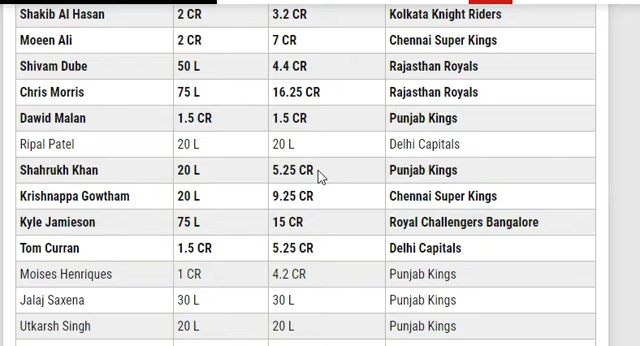 Shakib Al Hasan 2 CR 3.2 CR Kolkata Knight Riders
Moeen Ali 2 CR 7 CR Chennai Super Kings
Shivam Dube 50 L 4.4 CR Rajasthan Royals
Chris Morris 75 L 16.25 CR Rajasthan Royals
Dawid Malan 1.5 CR 1.5 CR Punjab Kings
Ripal Patel 20 L 20 L Delhi Capitals
Shahrukh Khan 20 L 5.25 CR Punjab Kings
Krishnappa Gowtham 20 L 9.25 CR Chennai Super Kings
Kyle Jamieson 75 L 15 CR Royal Challengers Bangalore
Tom Curran 1.5 CR 5.25 CR Delhi Capitals
Moises Henriques 1 CR 4.2 CR Punjab Kings
Jalaj Saxena 30 L 30 L Punjab Kings
Utkarsh Singh 20 L 20 L Punjab Kings